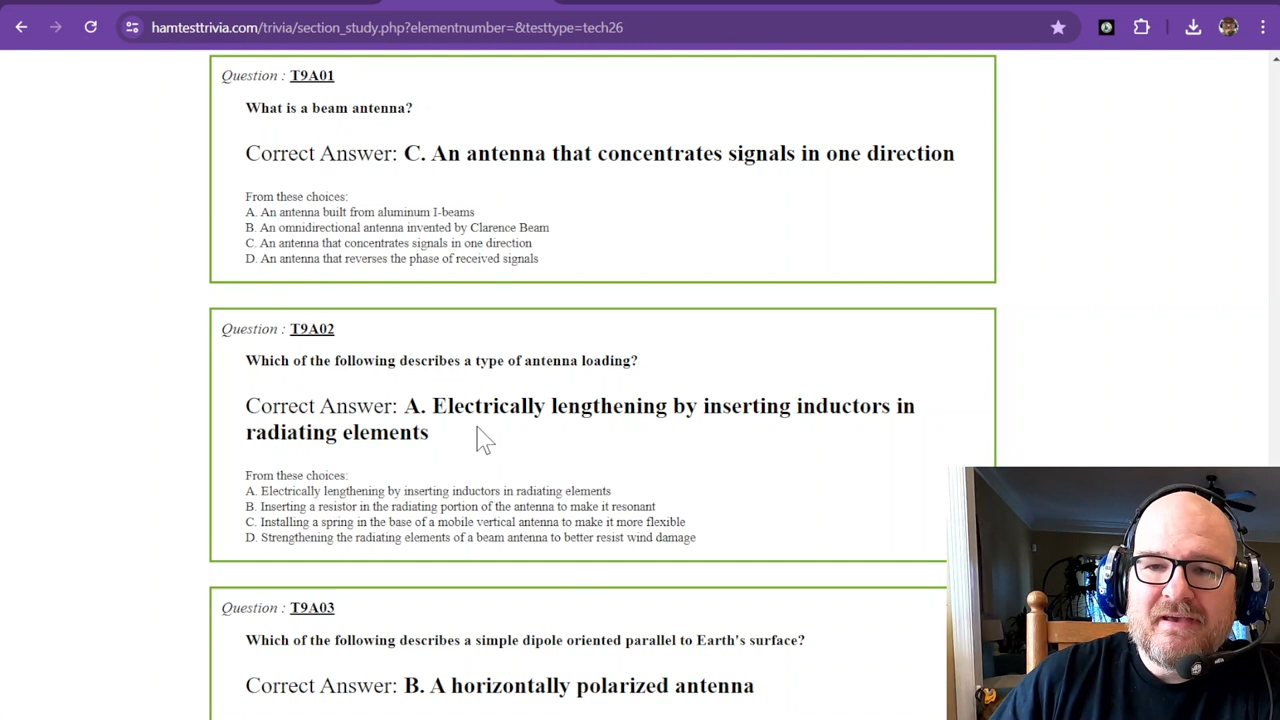 hamtesttrivia.com/trivia/section_study.php?elementnumber=&testtype=tech26
Question : T9A01
What is a beam antenna?
Correct Answer: C. An antenna that concentrates signals in one direction
From these choices:
A. An antenna built from aluminum I-beams
B. An omnidirectional antenna invented by Clarence Beam
C. An antenna that concentrates signals in one direction
D. An antenna that reverses the phase of received signals
Question : T9A02
Which of the following describes a type of antenna loading?
Correct Answer: A. Electrically lengthening by inserting inductors in
radiating elements
From these choices:
A. Electrically lengthening by inserting inductors in radiating elements
B. Inserting a resistor in the radiating portion of the antenna to make it resonant
C. Installing a spring in the base of a mobile vertical antenna to make it more flexible
D. Strengthening the radiating elements of a beam antenna to better resist wind damage
Question : T9A03
Which of the following describes a simple dipole oriented parallel to Earth's surface?
Correct Answer: B. A horizontally polarized antenna